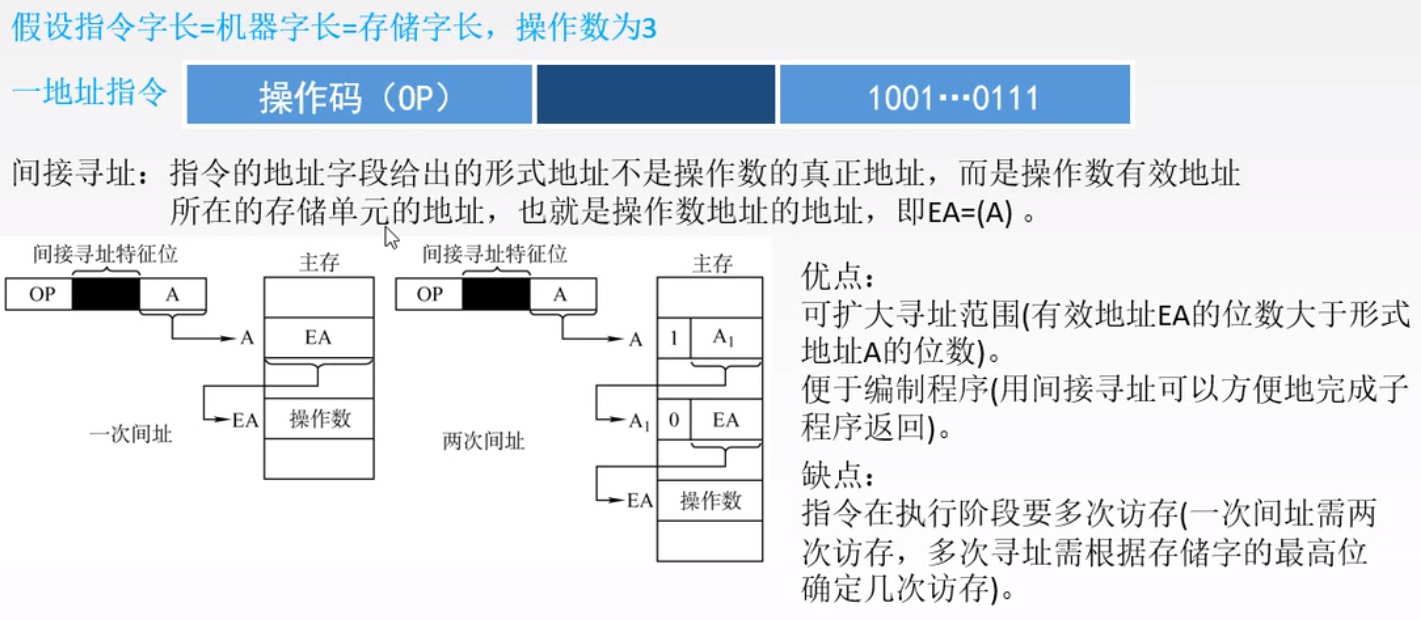 假设指令字长=机器字长=存储字长，操作数为3
一地址指令 操作码（OP） 1001…0111
间接寻址：指令的地址字段给出的形式地址不是操作数的真正地址，而是操作数有效地址
所在的存储单元的地址，也就是操作数地址的地址，即EA=(A) 。
间接寻址特征位
主存
OP A
A EA
EA 操作数
一次间址
间接寻址特征位
主存
OP A
A 1 A₁
A₁ 0 EA
EA 操作数
两次间址
优点：
可扩大寻址范围(有效地址EA的位数大于形式
地址A的位数)。
便于编制程序(用间接寻址可以方便地完成子
程序返回)。
缺点：
指令在执行阶段要多次访存(一次间址需两
次访存，多次寻址需根据存储字的最高位
确定几次访存)。